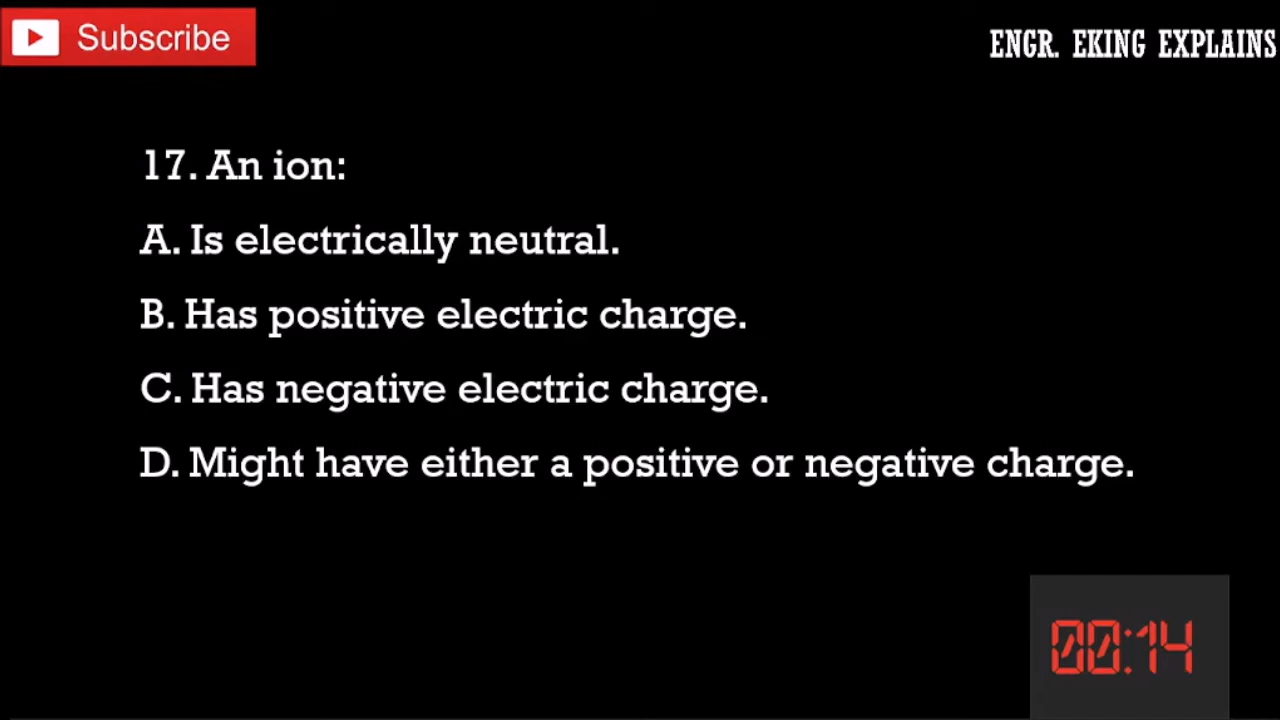 Subscribe
ENGR. EKING EXPLAINS
17. An ion:
A. Is electrically neutral.
B. Has positive electric charge.
C. Has negative electric charge.
D. Might have either a positive or negative charge.
00:14